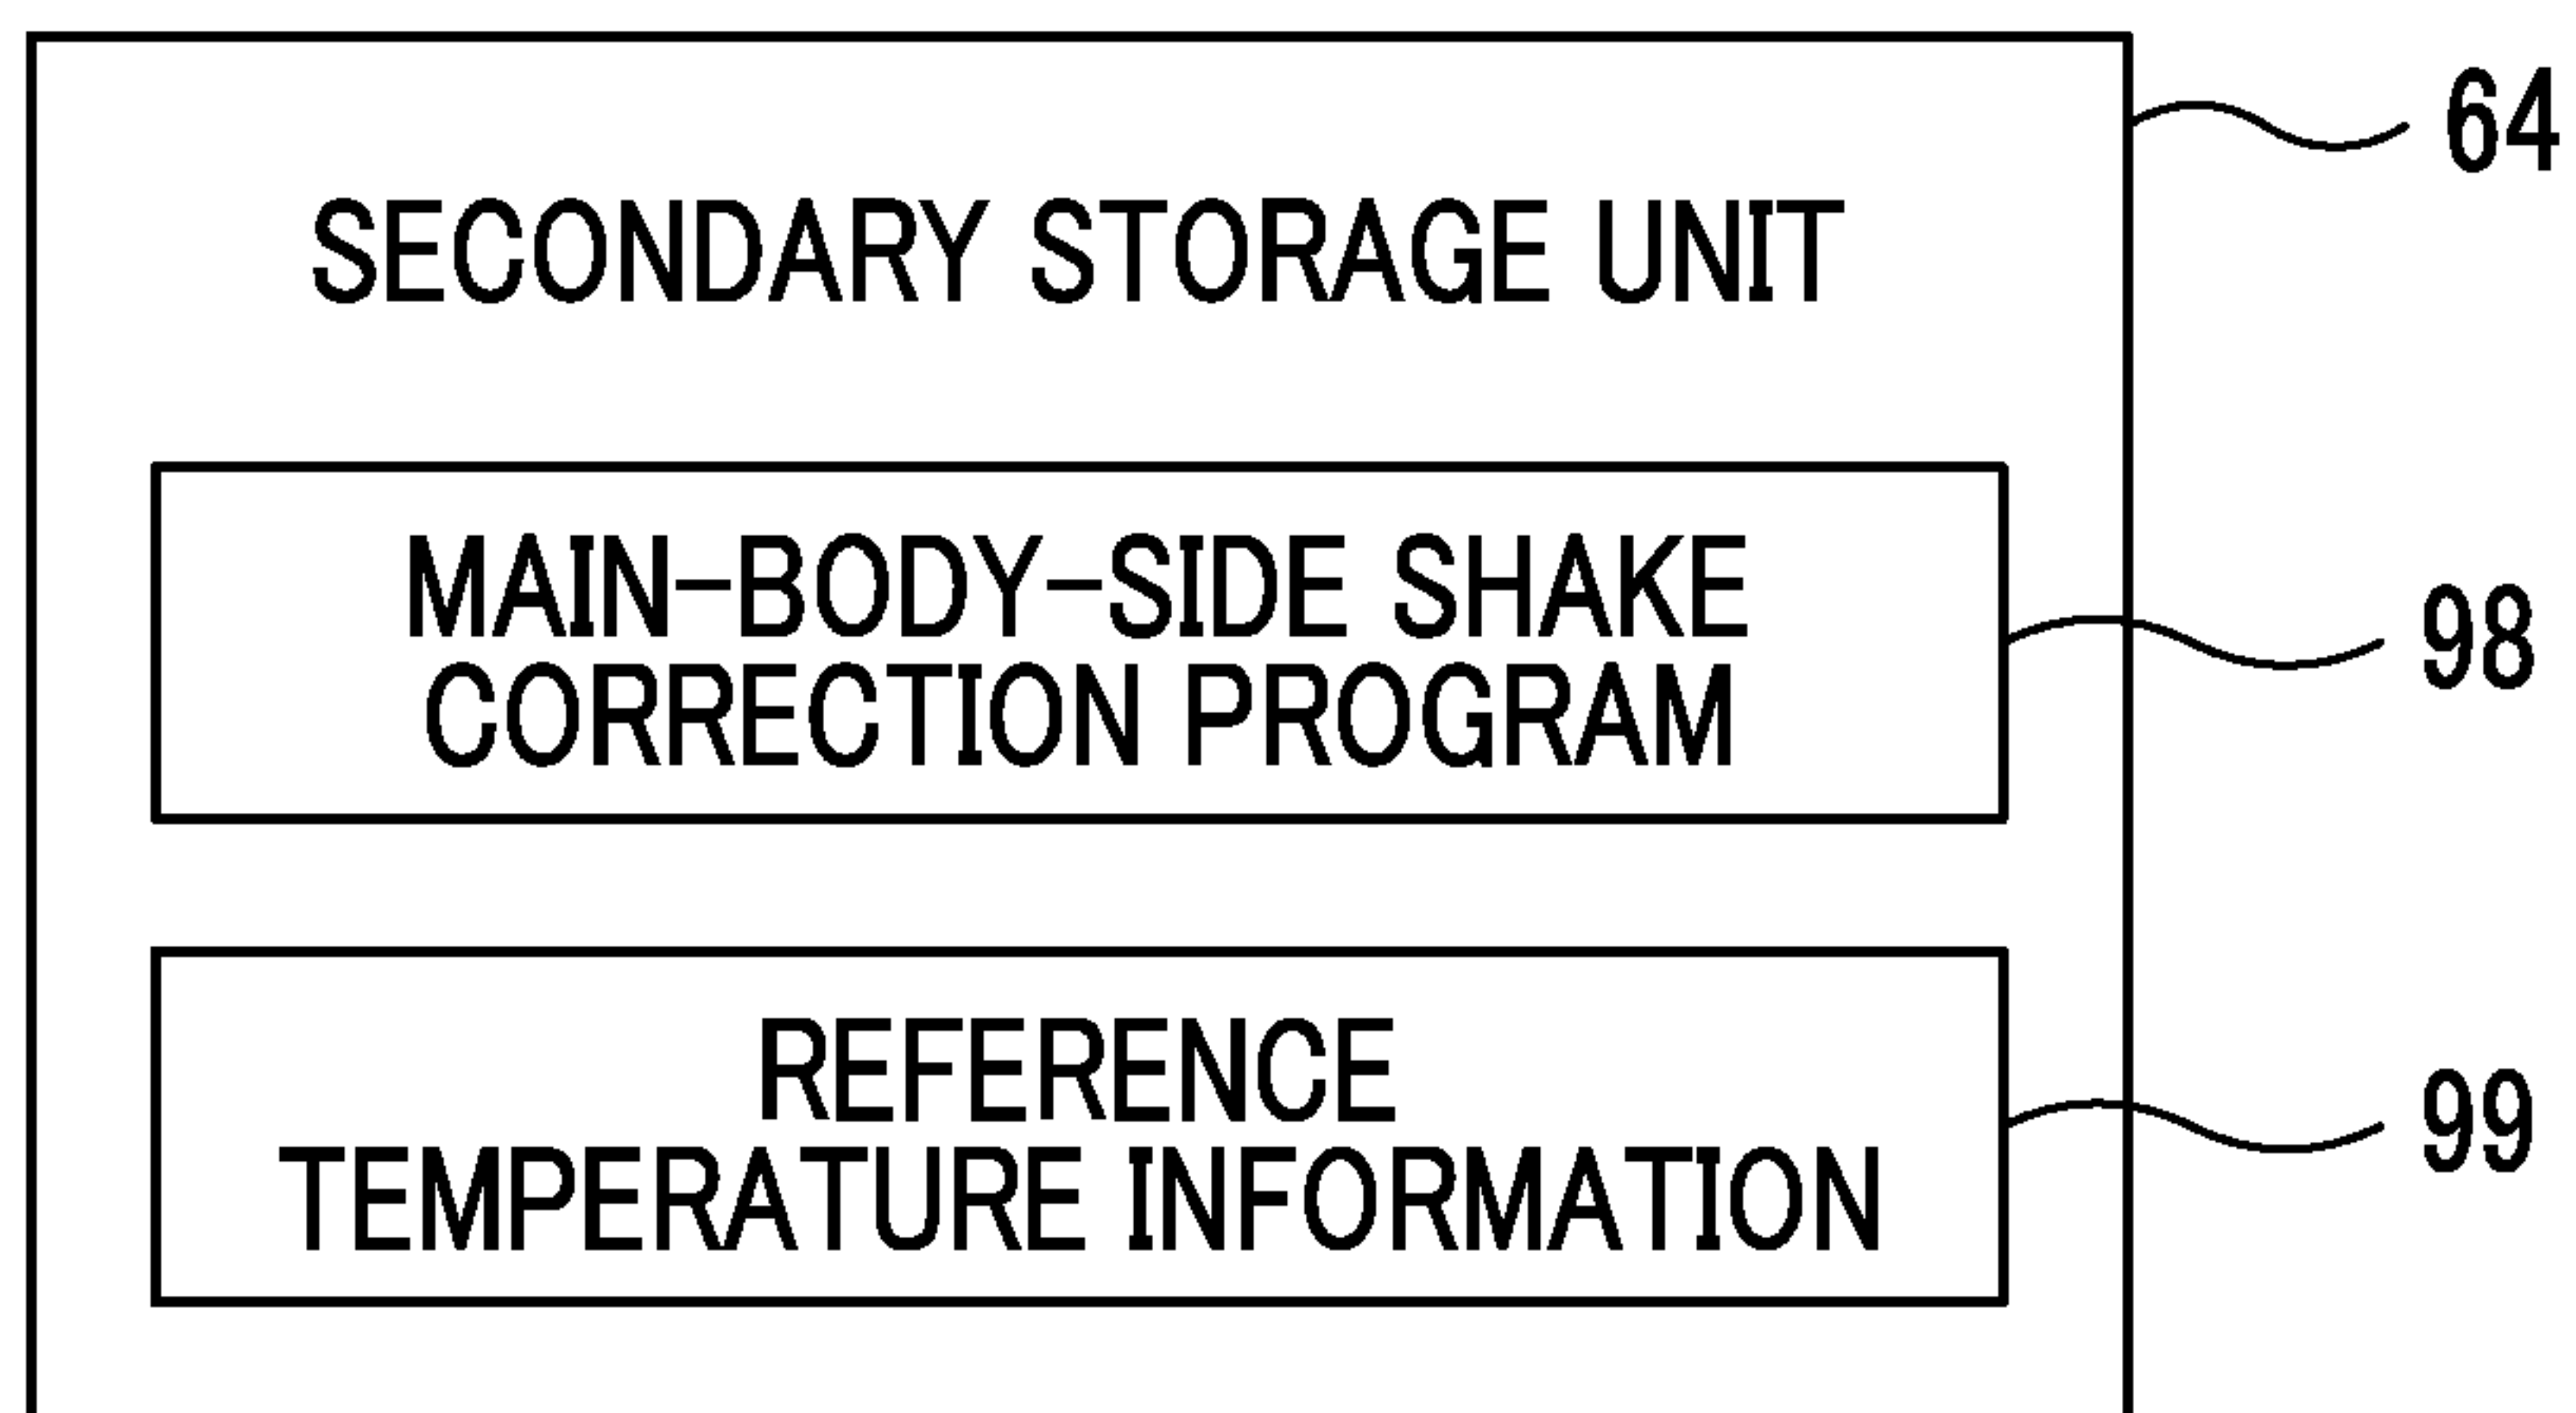 64
SECONDARY STORAGE UNIT
MAIN-BODY-SIDE SHAKE
CORRECTION PROGRAM
98
REFERENCE
TEMPERATURE INFORMATION
99